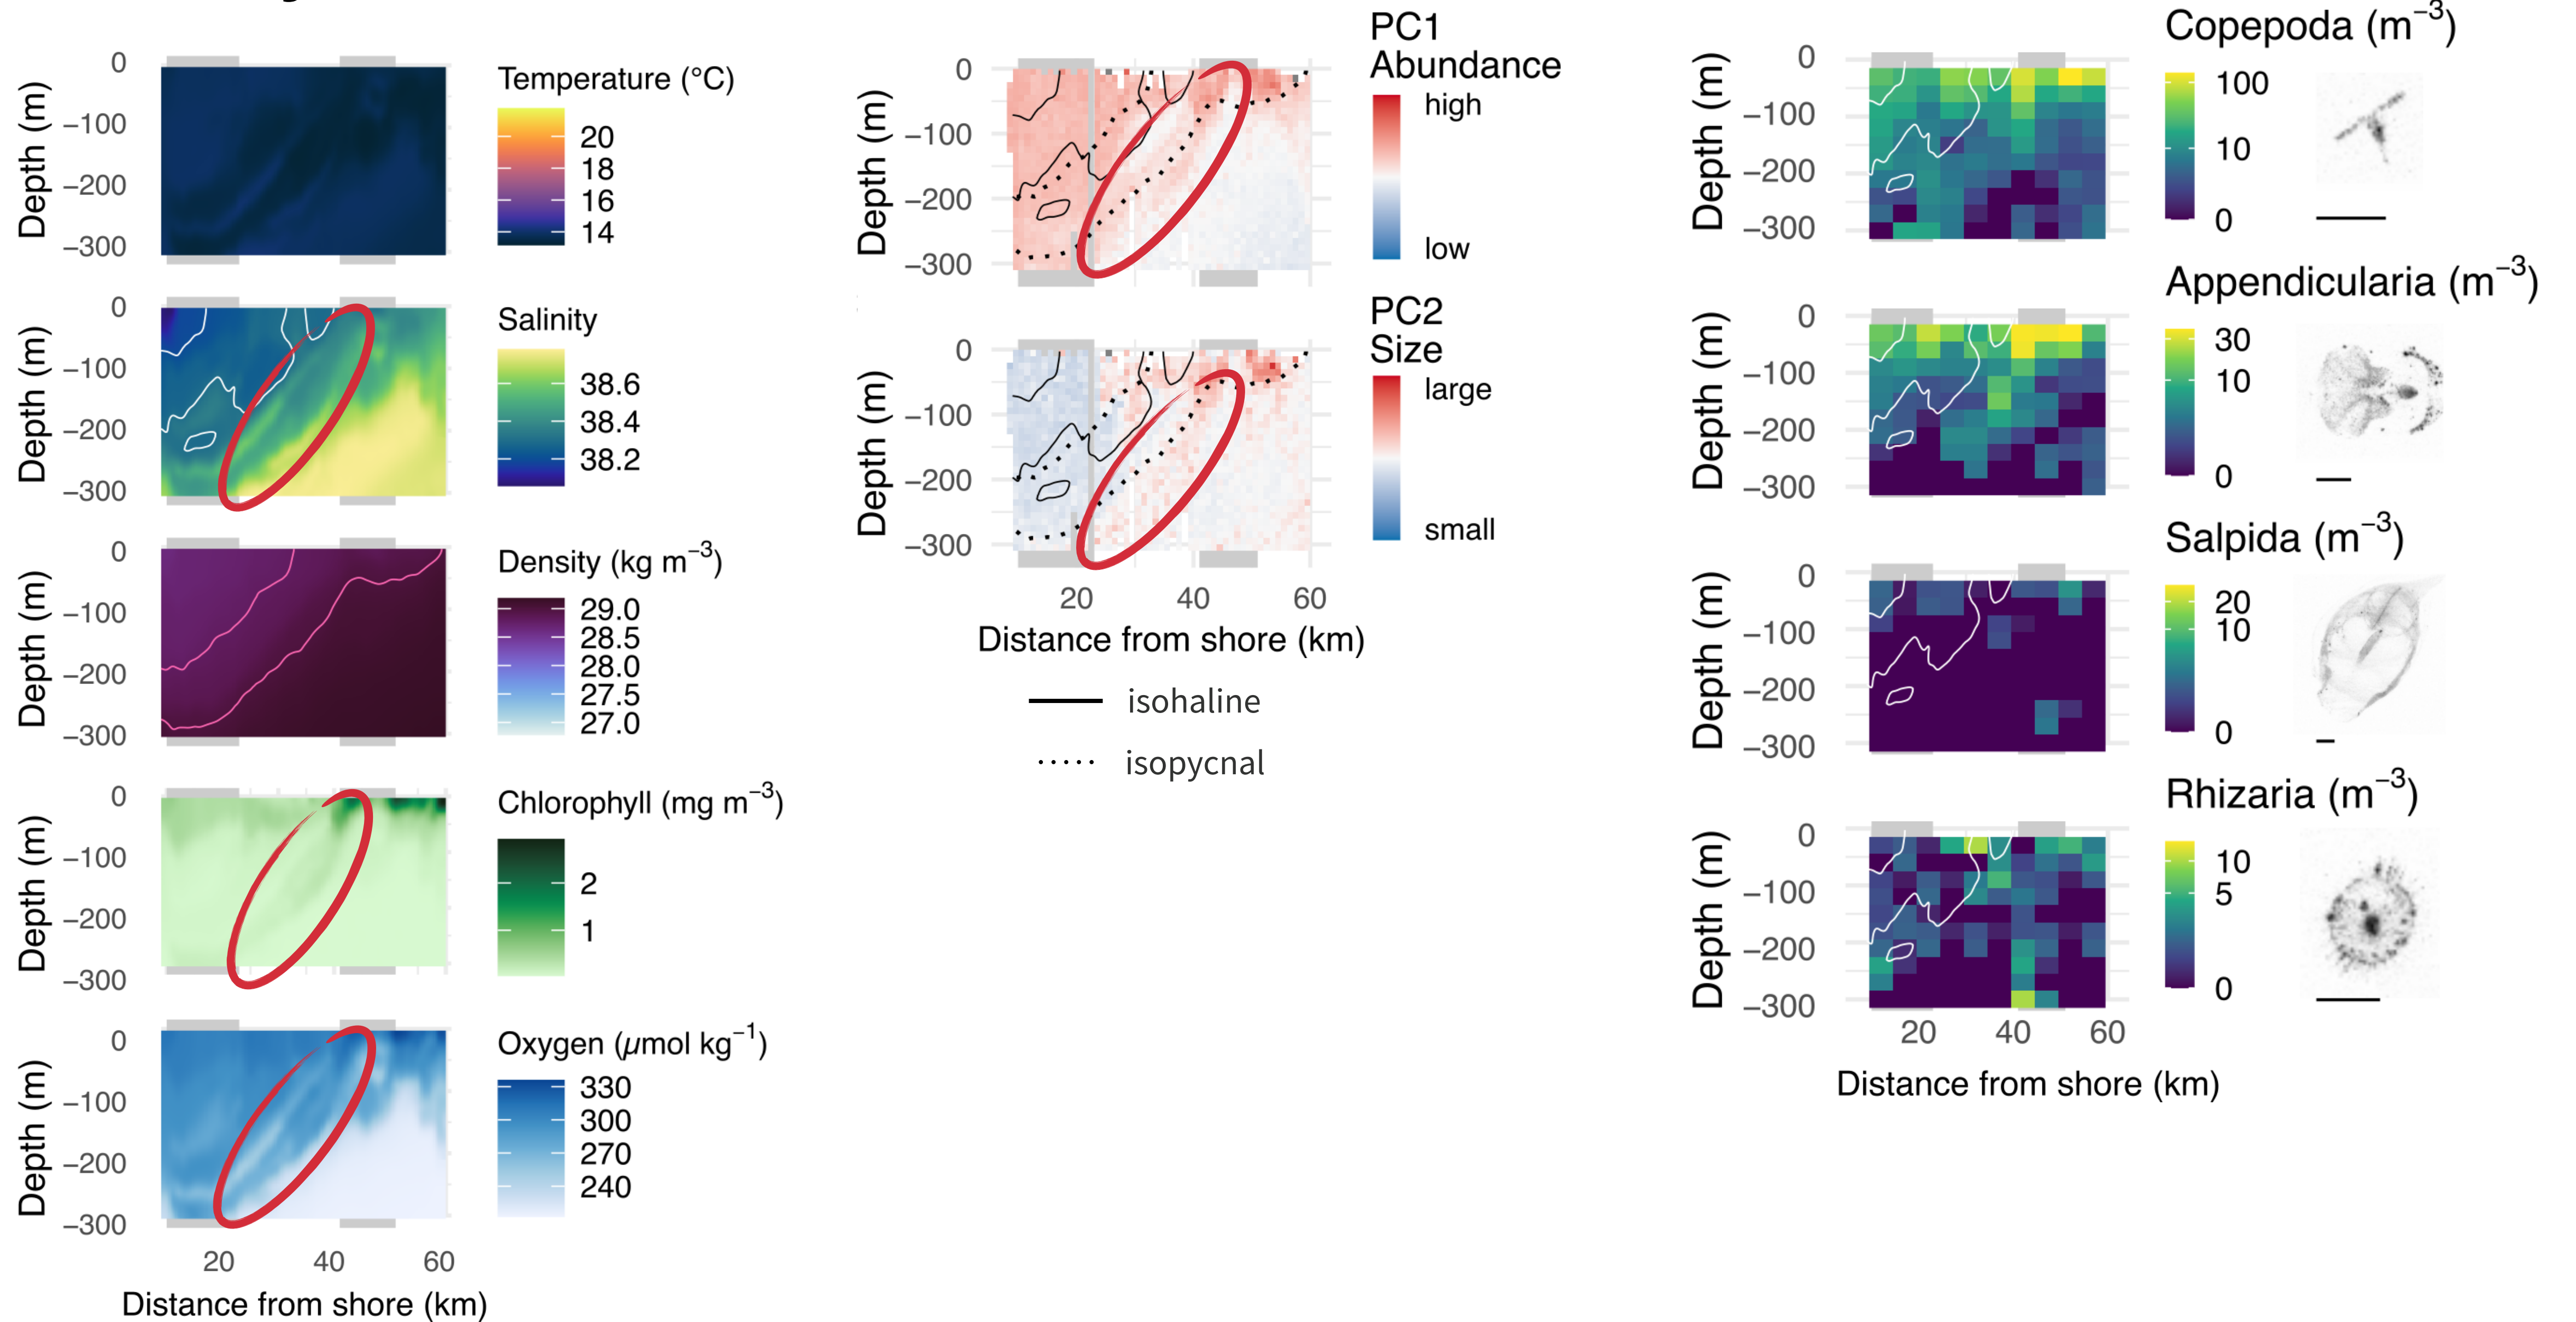 Temperature (°C)
0
−100
−200
−300
Depth (m)
20
18
16
14
Salinity
0
−100
−200
−300
Depth (m)
38.6
38.4
38.2
Density (kg m−3)
0
−100
−200
−300
Depth (m)
29.0
28.5
28.0
27.5
27.0
Chlorophyll (mg m−3)
0
−100
−200
−300
Depth (m)
2
1
Oxygen (µmol kg−1)
0
−100
−200
−300
Depth (m)
330
300
270
240
20 40 60
Distance from shore (km)
PC1
Abundance
high
low
0
−100
−200
−300
Depth (m)
PC2
Size
large
small
0
−100
−200
−300
Depth (m)
20 40 60
Distance from shore (km)
isohaline
isopycnal
Copepoda (m−3)
0
−100
−200
−300
Depth (m)
100
10
0
Appendicularia (m−3)
0
−100
−200
−300
Depth (m)
30
10
0
Salpida (m−3)
0
−100
−200
−300
Depth (m)
20
10
0
Rhizaria (m−3)
0
−100
−200
−300
Depth (m)
10
5
0
20 40 60
Distance from shore (km)